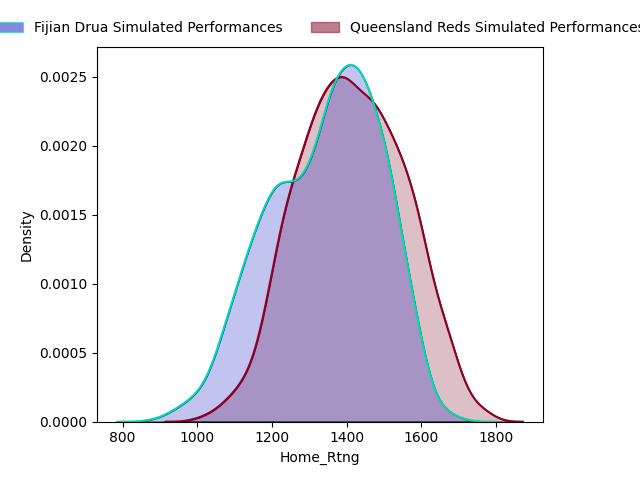 Fijian Drua Simulated Performances
Queensland Reds Simulated Performances
0.0025
0.0020
0.0015
0.0010
0.0005
0.0000
Density
800 1000 1200 1400 1600 1800
Home_Rtng